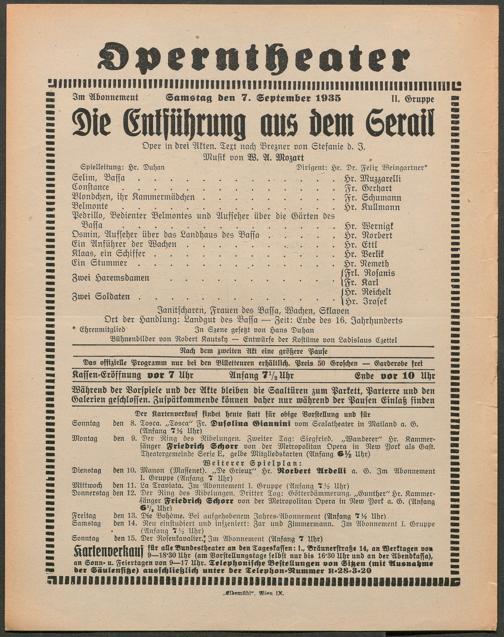 Operntheater
Im Abonnement Samstag den 7. September 1935 II. Gruppe
Die Entführung aus dem Serail
Oper in drei Akten. Text nach Brezner von Stefanie d. J.
Musik von W. A. Mozart
Spielleitung: Hr. Duhan Dirigent: Hr. Dr. Felix Weingartner*
Selim, Bassa . . . Hr. Muzzarelli
Constanze . . . Fr. Gerhart
Blondchen, ihr Kammermädchen . . . Fr. Schumann
Belmonte . . . Hr. Kullmann
Pedrillo, Bedienter Belmontes und Aufseher über die Gärten des
Bassa . . . Hr. Wernigk
Osmin, Aufseher über das Landhaus des Bassa . . . Hr. Norbert
Ein Anführer der Wachen . . . Hr. Ettl
Klaas, ein Schiffer . . . Hr. Verlik
Ein Stummer . . . Hr. Nemeth
Zwei Haremsdamen . . . Frl. Rosanis
Fr. Karl
Zwei Soldaten . . . Hr. Reichelt
Hr. Jrosek
Janitscharen, Frauen des Bassa, Wachen, Sklaven
Ort der Handlung: Landgut des Bassa — Zeit: Ende des 16. Jahrhunderts
* Ehrenmitglied In Szene gesetzt von Hans Duhan
Bühnenbilder von Robert Kautsky — Entwürfe der Kostüme von Ladislaus Czettel
Nach dem zweiten Akt eine größere Pause
Das offizielle Programm nur bei den Billetteuren erhältlich. Preis 50 Groschen — Garderobe frei
Kassen-Eröffnung vor 7 Uhr Anfang 7½ Uhr Ende vor 10 Uhr
Während der Vorspiele und der Akte bleiben die Saaltüren zum Parkett, Parterre und den
Galerien geschlossen. Zuspätkommende können daher nur während der Pausen Einlaß finden
Der Kartenverkauf findet heute statt für obige Vorstellung und für
Sonntag den 8. Tosca. „Tosca" Fr. Dusolina Giannini vom Scalatheater in Mailand a. G.
(Anfang 7½ Uhr)
Montag den 9. Der Ring des Nibelungen. Zweiter Tag: Siegfried. „Wanderer" Hr. Kammer-
sänger Friedrich Schorr von der Metropolitan Opera in New York als Gast.
Theatergemeinde Serie E, gelbe Mitgliedskarten (Anfang 6½ Uhr)
Weiterer Spielplan:
Dienstag den 10. Manon (Massenet). „De Grieux" Hr. Norbert Ardelli a. G. Im Abonnement
I. Gruppe (Anfang 7 Uhr)
Mittwoch den 11. La Traviata. Im Abonnement I. Gruppe (Anfang 7½ Uhr)
Donnerstag den 12. Der Ring des Nibelungen. Dritter Tag: Götterdämmerung. „Gunther" Hr. Kammer-
sänger Friedrich Schorr von der Metropolitan Opera in New York a. G. (Anfang
6½ Uhr)
Freitag den 13. Die Bohème. Bei aufgehobenem Jahres-Abonnement (Anfang 7½ Uhr)
Samstag den 14. Neu einstudiert und inszeniert: Zar und Zimmermann. Im Abonnement I. Gruppe
(Anfang 7½ Uhr)
Sonntag den 15. Der Rosenkavalier. Im Abonnement (Anfang 7 Uhr)
Kartenverkauf für alle Bundestheater an den Tageskassen: I., Bräunerstraße 14, an Werktagen von
9—18'30 Uhr (am Vorstellungstage selbst nur bis 16'30 Uhr und an der Abendkassa),
an Sonn- u. Feiertagen von 9—17 Uhr. Telephonische Bestellungen von Sitzen (mit Ausnahme
der Säulensitze) ausschließlich unter der Telephon-Nummer R-28-3-20
„Elbemühl", Wien IX.